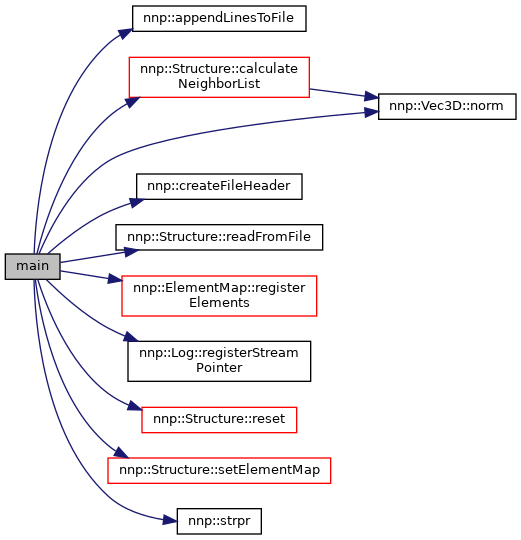 nnp::appendLinesToFile
nnp::Structure::calculate
NeighborList
nnp::Vec3D::norm
nnp::createFileHeader
nnp::Structure::readFromFile
main
nnp::ElementMap::register
Elements
nnp::Log::registerStream
Pointer
nnp::Structure::reset
nnp::Structure::setElementMap
nnp::strpr